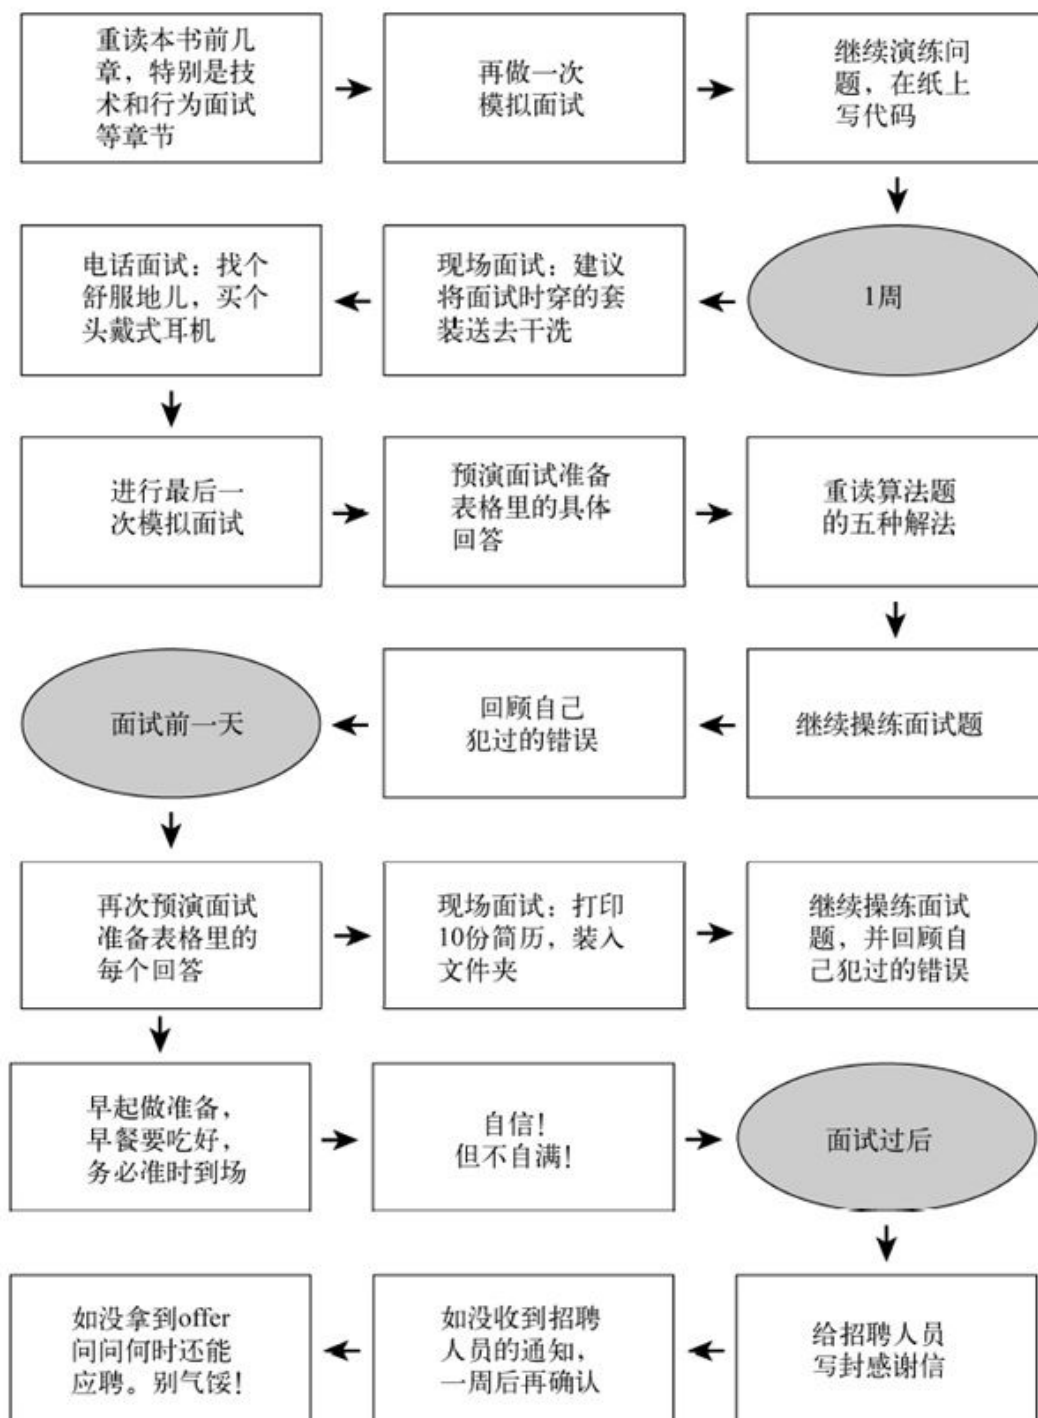 重读本书前几
章，特别是技
术和行为面试
等章节
再做一次
模拟面试
继续演练问
题，在纸上
写代码
1周
现场面试：建议
将面试时穿的套
装送去干洗
电话面试：找个
舒服地儿，买个
头戴式耳机
进行最后一
次模拟面试
预演面试准备
表格里的具体
回答
重读算法题
的五种解法
继续操练面试题
回顾自己
犯过的错误
面试前一天
再次预演面试
准备表格里的
每个回答
现场面试：打印
10份简历，装入
文件夹
继续操练面试
题，并回顾自
己犯过的错误
早起做准备，
早餐要吃好，
务必准时到场
自信！
但不自满！
面试过后
给招聘人员
写封感谢信
如没收到招聘
人员的通知，
一周后再确认
如没拿到offer
问问何时还能
应聘。别气馁！